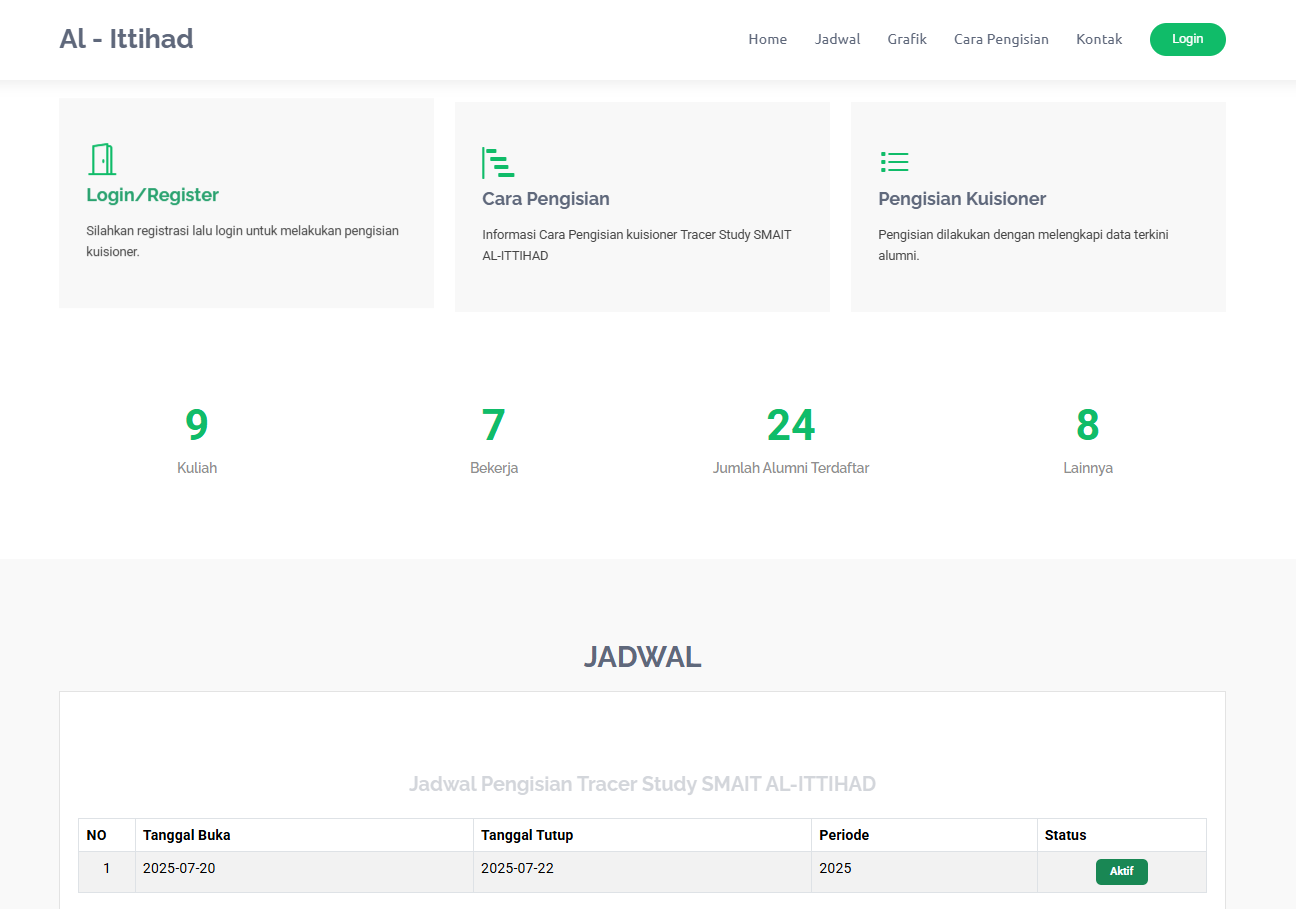 Al - Ittihad
Home Jadwal Grafik Cara Pengisian Kontak Login
Login/Register
Silahkan registrasi lalu login untuk melakukan pengisian
kuisioner.
Cara Pengisian
Informasi Cara Pengisian kuisioner Tracer Study SMAIT
AL-ITTIHAD
Pengisian Kuisioner
Pengisian dilakukan dengan melengkapi data terkini
alumni.
9
Kuliah
7
Bekerja
24
Jumlah Alumni Terdaftar
8
Lainnya
JADWAL
Jadwal Pengisian Tracer Study SMAIT AL-ITTIHAD
NO Tanggal Buka Tanggal Tutup Periode Status
1 2025-07-20 2025-07-22 2025 Aktif